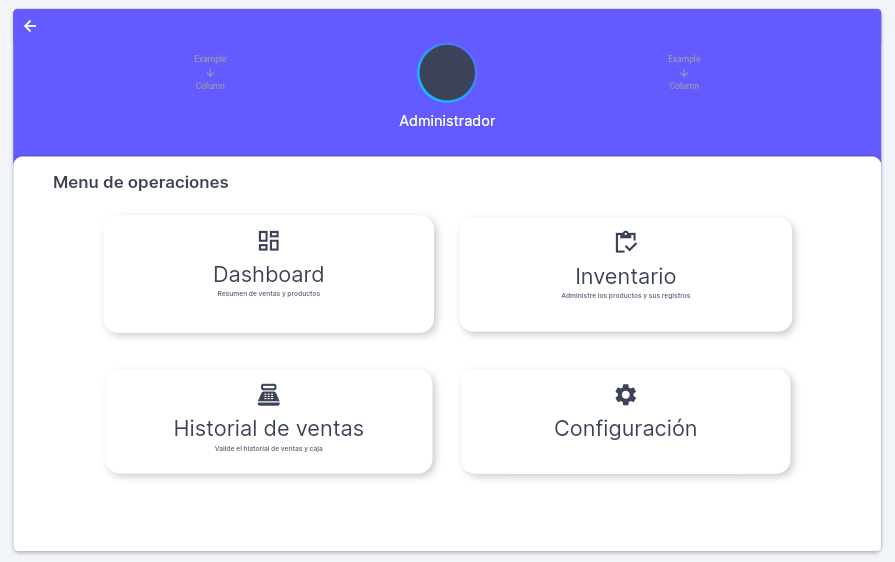 Example
Column
Example
Column
Administrador
Menu de operaciones
Dashboard
Resumen de ventas y productos
Inventario
Administre los productos y sus registros
Historial de ventas
Valide el historial de ventas y caja
Configuración